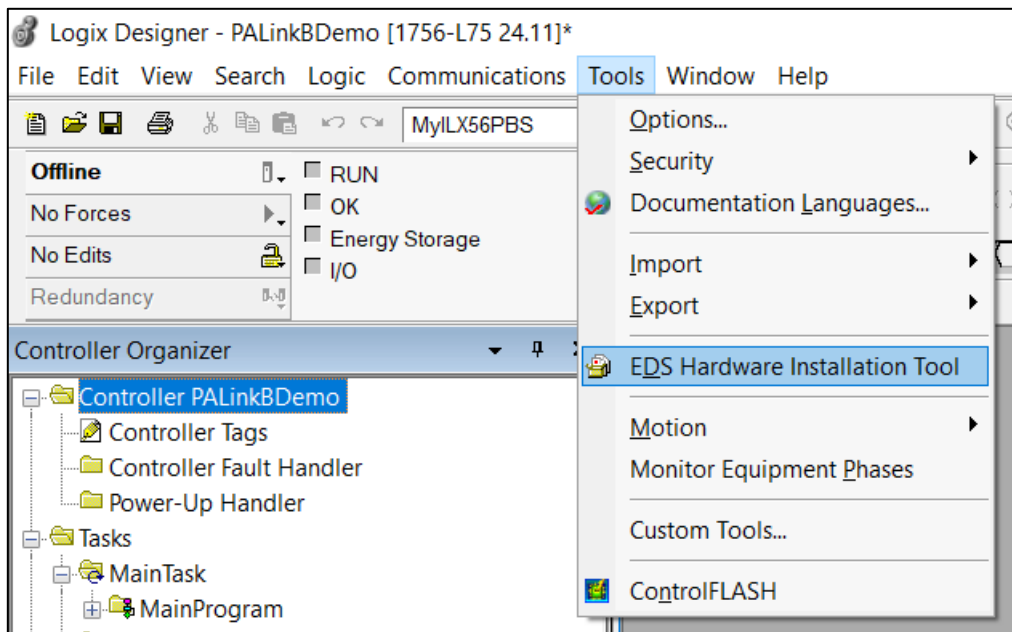 Logix Designer - PALinkBDemo [1756-L75 24.11]*
File Edit View Search Logic Communications Tools Window Help
MyILX56PBS
Offline
RUN
No Forces
OK
No Edits
Energy Storage
I/O
Redundancy
Controller Organizer
Controller PALinkBDemo
Controller Tags
Controller Fault Handler
Power-Up Handler
Tasks
MainTask
MainProgram
Options...
Security
Documentation Languages...
Import
Export
EDS Hardware Installation Tool
Motion
Monitor Equipment Phases
Custom Tools...
ControlFLASH